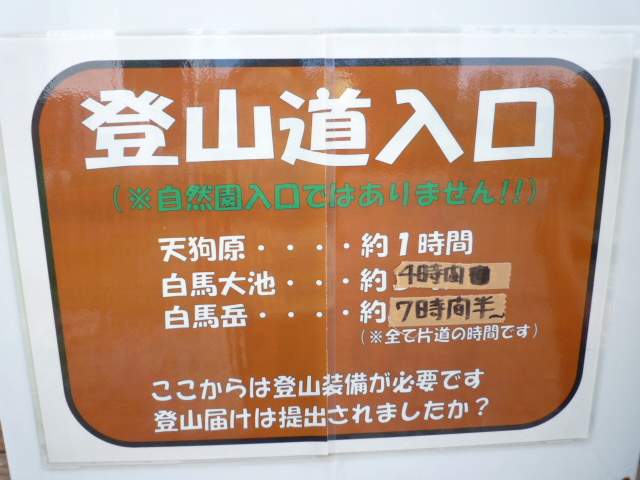 登山道入口
(※自然園入口ではありません!!)
天狗原・・・・約1時間
白馬大池・・・約4時間
白馬岳・・・・約7時間半~
(※全て片道の時間です)
ここからは登山装備が必要です
登山届けは提出されましたか?